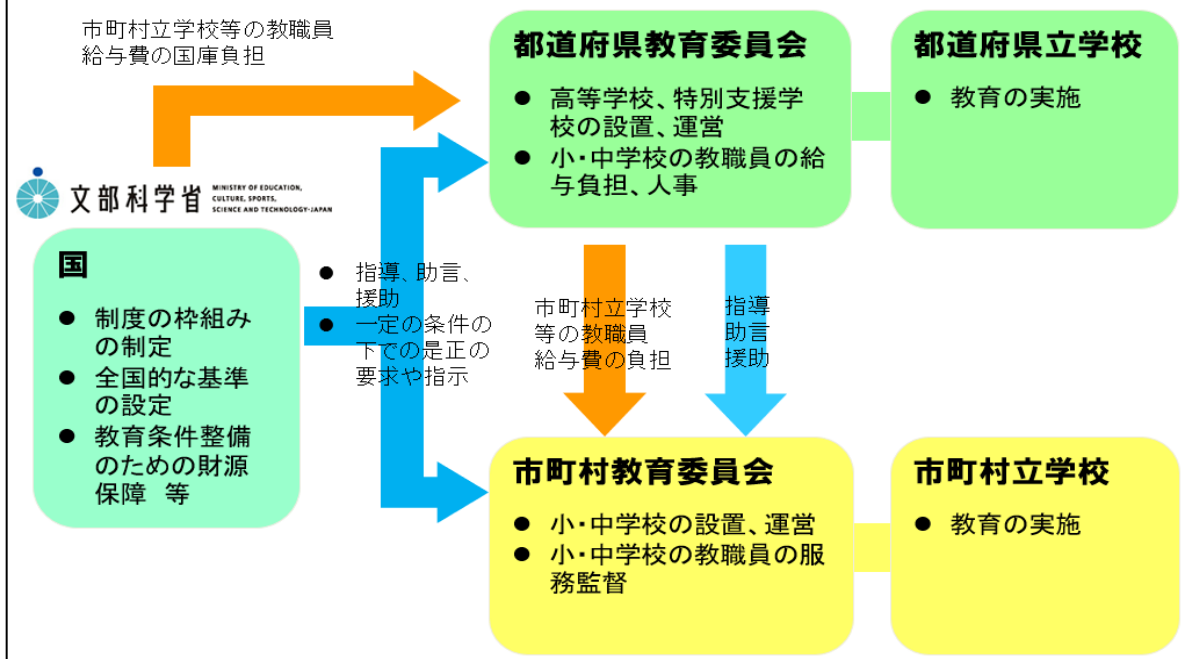 市町村立学校等の教職員
給与費の国庫負担
文部科学省
MINISTRY OF EDUCATION,
CULTURE, SPORTS,
SCIENCE AND TECHNOLOGY-JAPAN
国
● 制度の枠組み
の制定
● 全国的な基準
の設定
● 教育条件整備
のための財源
保障 等
● 指導、助言、
援助
● 一定の条件の
下での是正の
要求や指示
都道府県教育委員会
● 高等学校、特別支援学
校の設置、運営
● 小・中学校の教職員の給
与負担、人事
都道府県立学校
● 教育の実施
市町村立学校
等の教職員
給与費の負担
指導
助言
援助
市町村教育委員会
● 小・中学校の設置、運営
● 小・中学校の教職員の服
務監督
市町村立学校
● 教育の実施